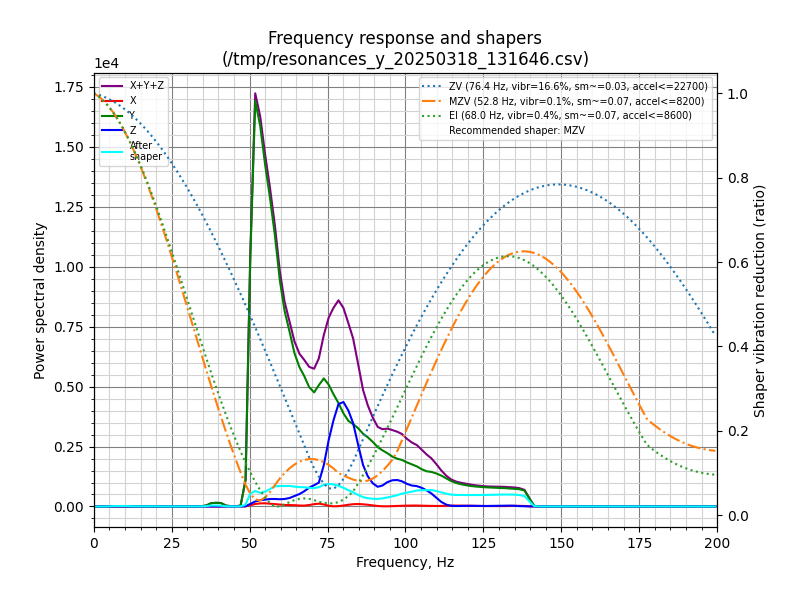 Frequency response and shapers
(/tmp/resonances_y_20250318_131646.csv)
1e4
X+Y+Z
X
Y
Z
After
shaper
ZV (76.4 Hz, vibr=16.6%, sm~=0.03, accel<=22700)
MZV (52.8 Hz, vibr=0.1%, sm~=0.07, accel<=8200)
EI (68.0 Hz, vibr=0.4%, sm~=0.07, accel<=8600)
Recommended shaper: MZV
Power spectral density
1.75
1.50
1.25
1.00
0.75
0.50
0.25
0.00
1.0
0.8
0.6
0.4
0.2
0.0
Shaper vibration reduction (ratio)
0 25 50 75 100 125 150 175 200
Frequency, Hz